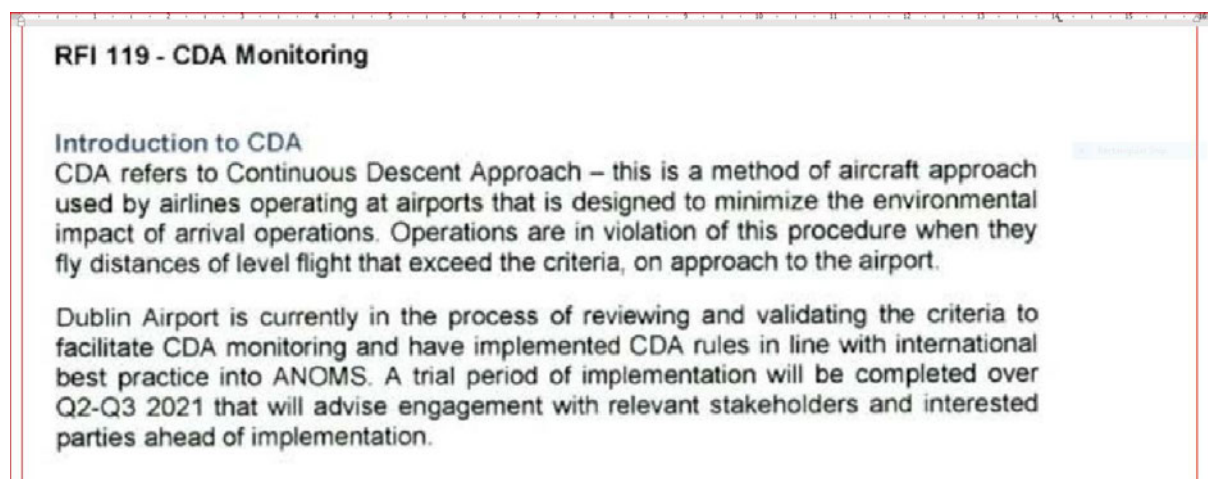 RFI 119 - CDA Monitoring
Introduction to CDA
CDA refers to Continuous Descent Approach – this is a method of aircraft approach
used by airlines operating at airports that is designed to minimize the environmental
impact of arrival operations. Operations are in violation of this procedure when they
fly distances of level flight that exceed the criteria, on approach to the airport.
Dublin Airport is currently in the process of reviewing and validating the criteria to
facilitate CDA monitoring and have implemented CDA rules in line with international
best practice into ANOMS. A trial period of implementation will be completed over
Q2-Q3 2021 that will advise engagement with relevant stakeholders and interested
parties ahead of implementation.